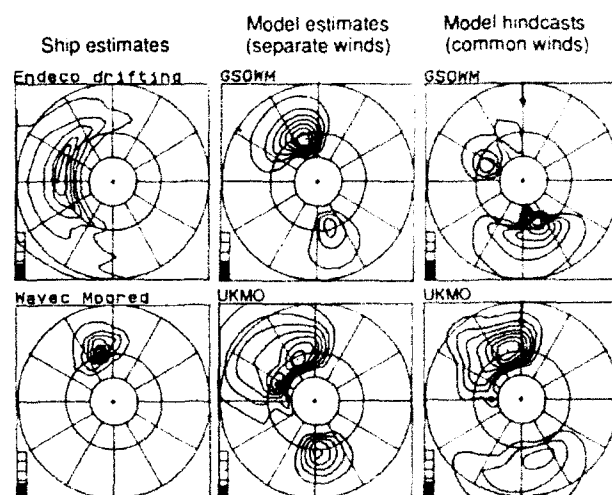 Ship estimates
Model estimates
(separate winds)
Model hindcasts
(common winds)
Endeco drifting
GSOWM
GSOWM
Wavec Moored
UKMO
UKMO